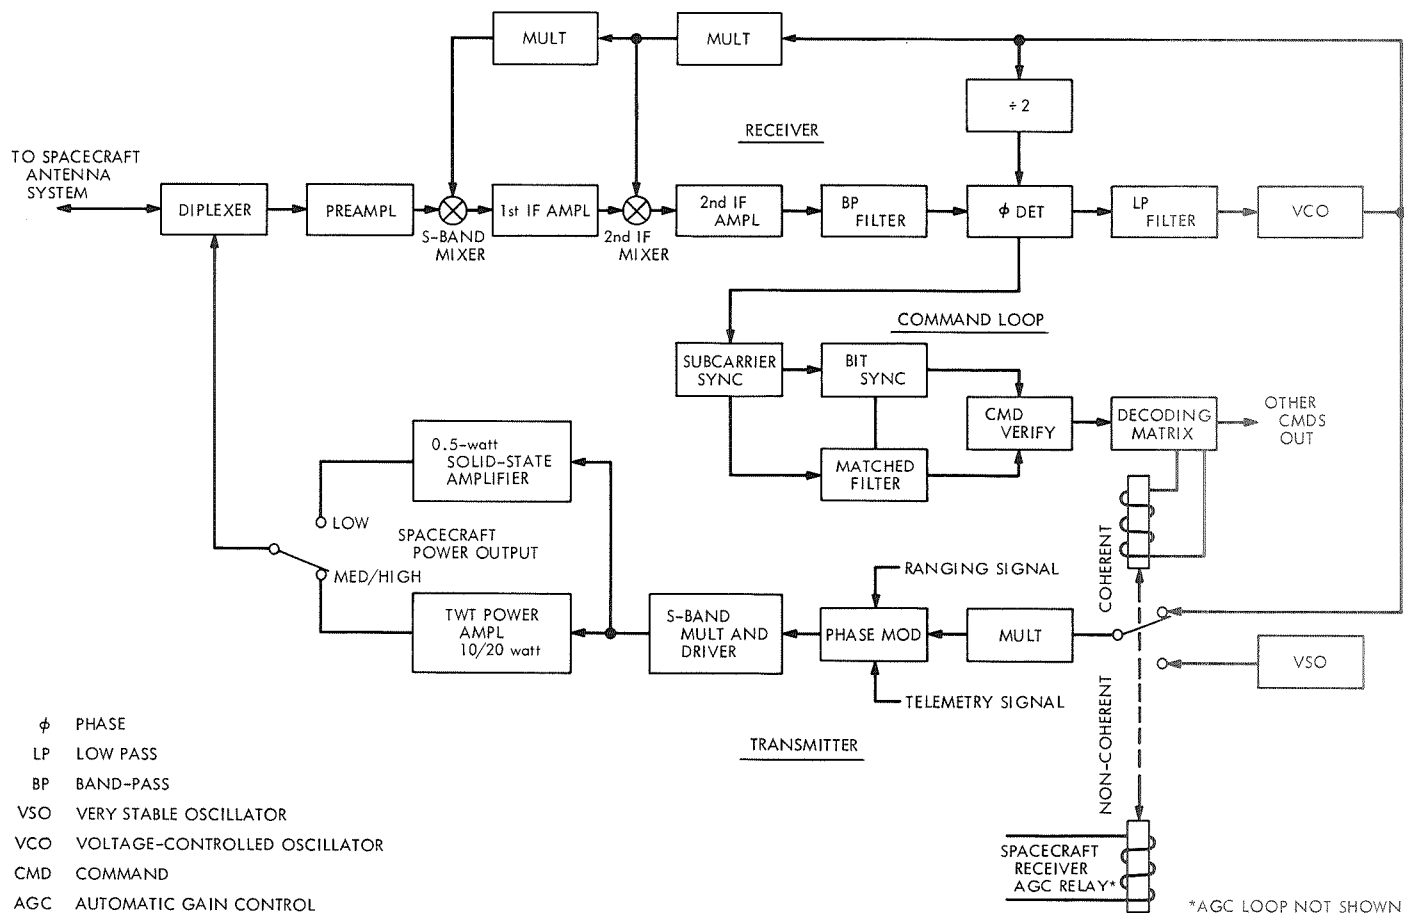 MULT
MULT
÷2
RECEIVER
TO SPACECRAFT
ANTENNA
SYSTEM
DIPLEXER
PREAMPL
S-BAND
MIXER
1st IF AMPL
2nd IF
MIXER
2nd IF
AMPL
BP
FILTER
ϕ DET
LP
FILTER
VCO
COMMAND LOOP
SUBCARRIER
SYNC
BIT
SYNC
MATCHED
FILTER
CMD
VERIFY
DECODING
MATRIX
OTHER
CMDS
OUT
0.5-watt
SOLID-STATE
AMPLIFIER
LOW
SPACECRAFT
POWER OUTPUT
MED/HIGH
TWT POWER
AMPL
10/20 watt
S-BAND
MULT AND
DRIVER
RANGING SIGNAL
PHASE MOD
TELEMETRY SIGNAL
MULT
COHERENT
NON-COHERENT
VSO
TRANSMITTER
SPACECRAFT
RECEIVER
AGC RELAY*
ϕ PHASE
LP LOW PASS
BP BAND-PASS
VSO VERY STABLE OSCILLATOR
VCO VOLTAGE-CONTROLLED OSCILLATOR
CMD COMMAND
AGC AUTOMATIC GAIN CONTROL
*AGC LOOP NOT SHOWN